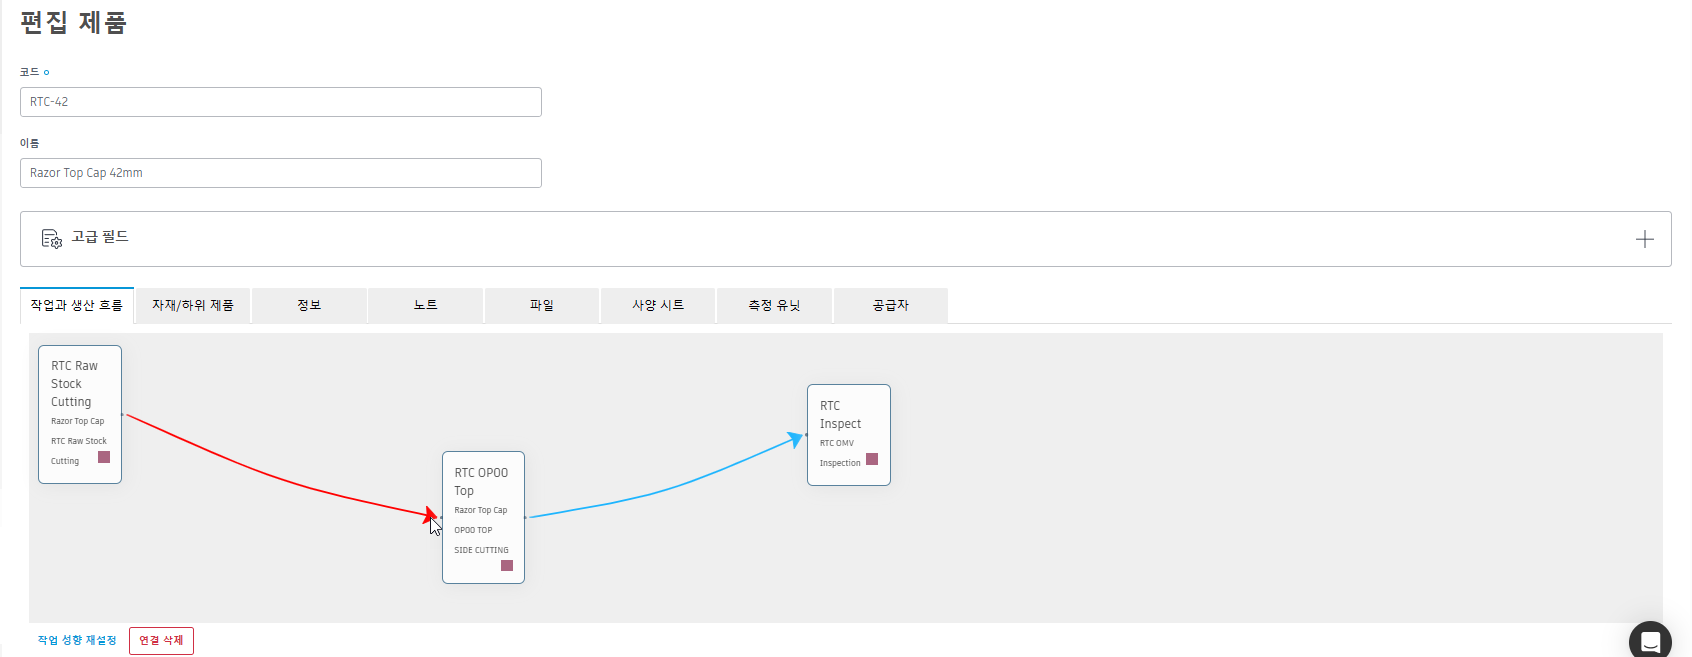 편집 제품
코드
RTC-42
이름
Razor Top Cap 42mm
고급 필드
작업과 생산 흐름
자재/하위 제품
정보
노트
파일
사양 시트
측정 유닛
공급자
RTC Raw
Stock
Cutting
Razor Top Cap
RTC Raw Stock
Cutting
RTC OP00
Top
Razor Top Cap
OP00 TOP
SIDE CUTTING
RTC
Inspect
RTC OMV
Inspection
작업 성향 재설정
연결 삭제